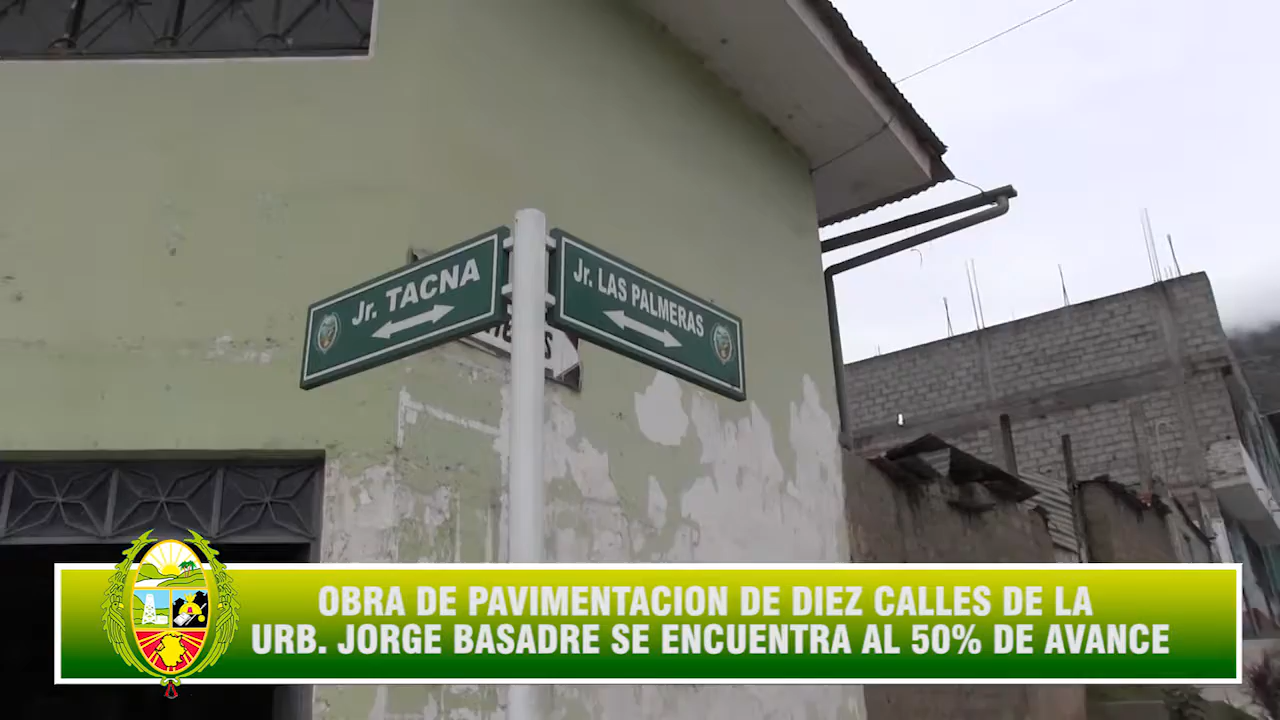 Jr. TACNA
Jr. LAS PALMERAS
OBRA DE PAVIMENTACION DE DIEZ CALLES DE LA
URB. JORGE BASADRE SE ENCUENTRA AL 50% DE AVANCE